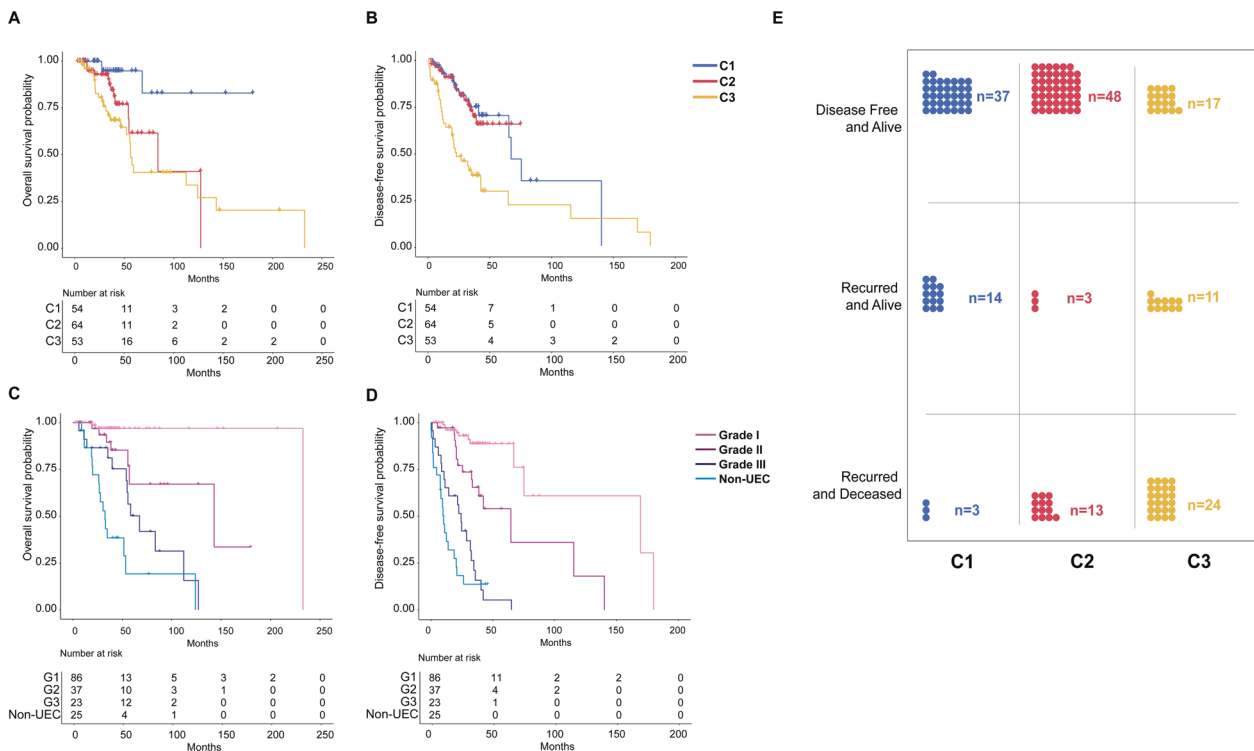 A
Overall survival probability
1.00
0.75
0.50
0.25
0.00
0 50 100 150 200 250
Months
Number at risk
C1 54 11 3 2 0 0
C2 64 11 2 0 0 0
C3 53 16 6 2 2 0
0 50 100 150 200 250
Months
B
Disease-free survival probability
1.00
0.75
0.50
0.25
0.00
0 50 100 150 200
Months
C1
C2
C3
Number at risk
C1 54 7 1 0 0
C2 64 5 0 0 0
C3 53 4 3 2 0
0 50 100 150 200
Months
C
Overall survival probability
1.00
0.75
0.50
0.25
0.00
0 50 100 150 200 250
Months
Number at risk
G1 86 13 5 3 2 0
G2 37 10 3 1 0 0
G3 23 12 2 0 0 0
Non-UEC 25 4 1 0 0 0
0 50 100 150 200 250
Months
D
Disease-free survival probability
1.00
0.75
0.50
0.25
0.00
0 50 100 150 200
Months
Grade I
Grade II
Grade III
Non-UEC
Number at risk
G1 86 11 2 2 0
G2 37 4 2 0 0
G3 23 1 0 0 0
Non-UEC 25 0 0 0 0
0 50 100 150 200
Months
E
Disease Free
and Alive
n=37 n=48 n=17
Recurred
and Alive
n=14 n=3 n=11
Recurred
and Deceased
n=3 n=13 n=24
C1 C2 C3